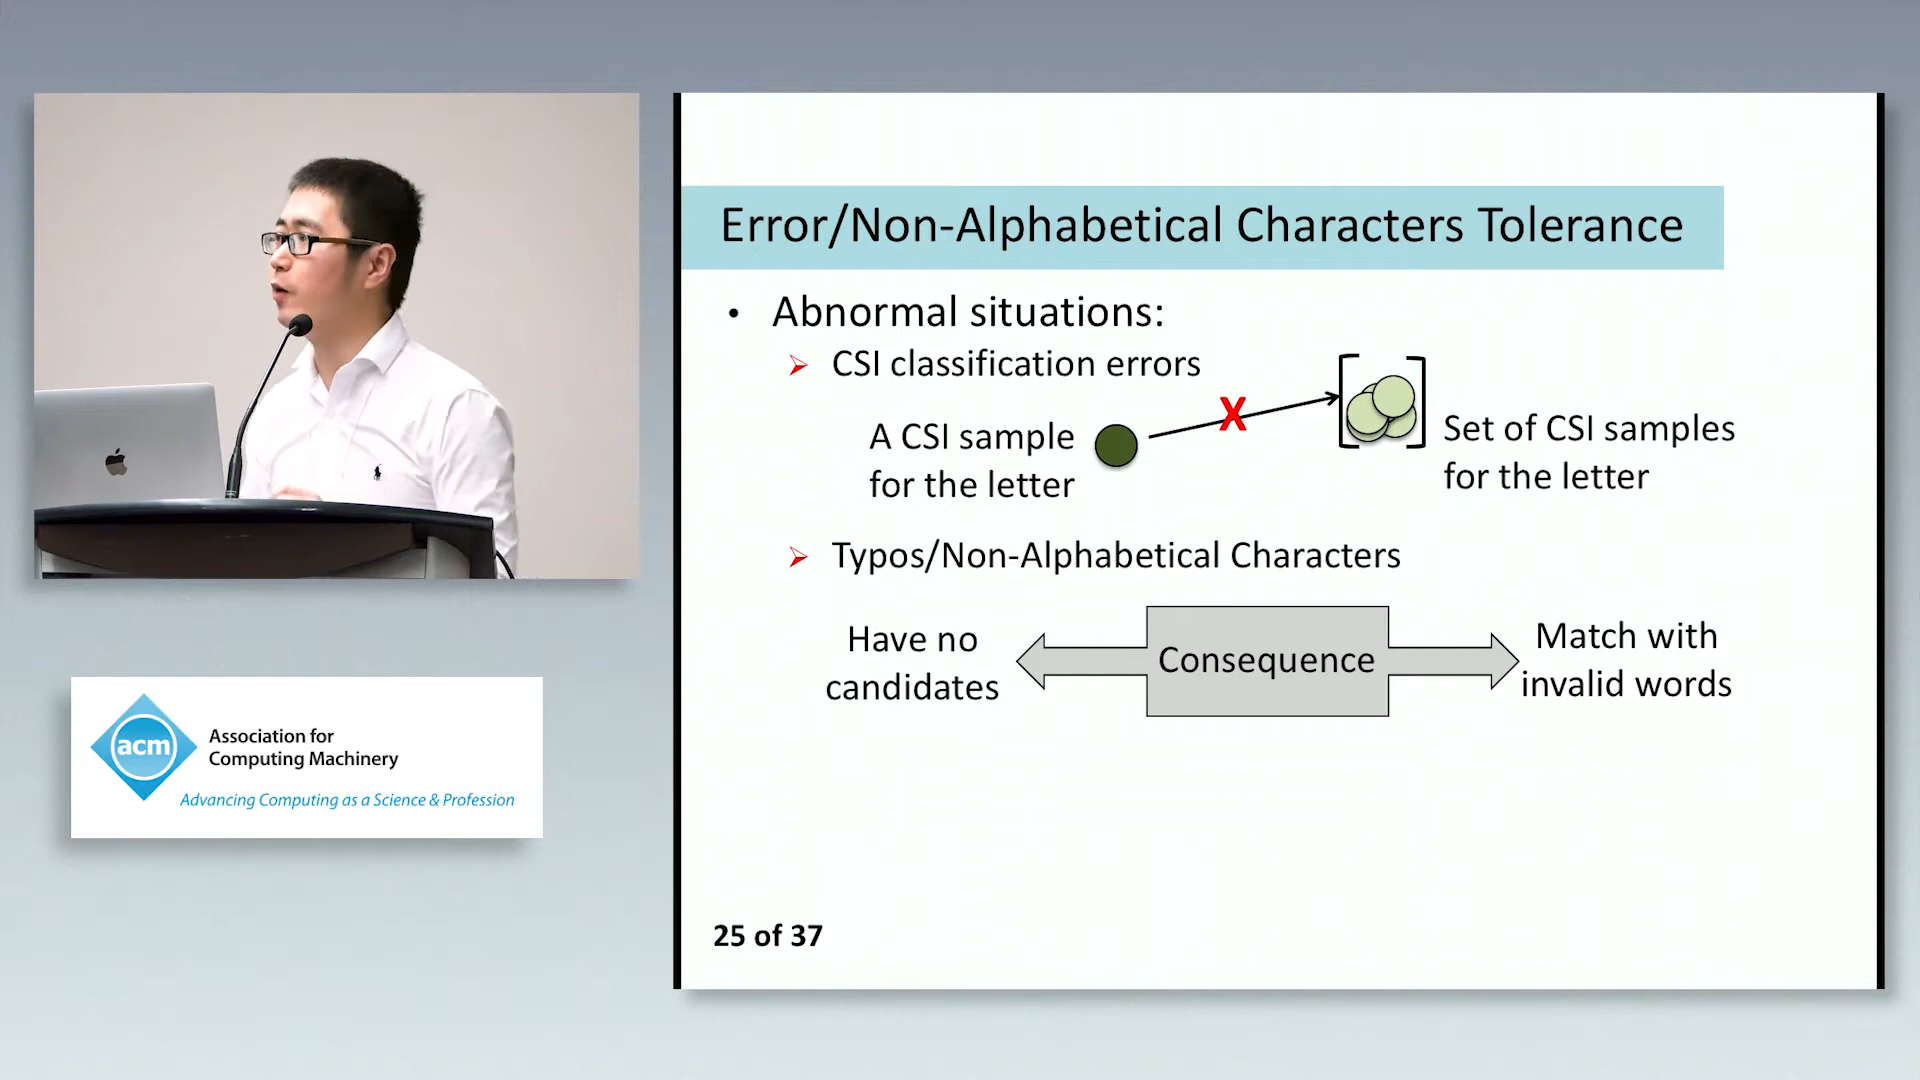 Error/Non-Alphabetical Characters Tolerance
• Abnormal situations:
CSI classification errors
A CSI sample
for the letter
X
Set of CSI samples
for the letter
Typos/Non-Alphabetical Characters
Have no
candidates
Consequence
Match with
invalid words
25 of 37
acm
Association for
Computing Machinery
Advancing Computing as a Science & Profession